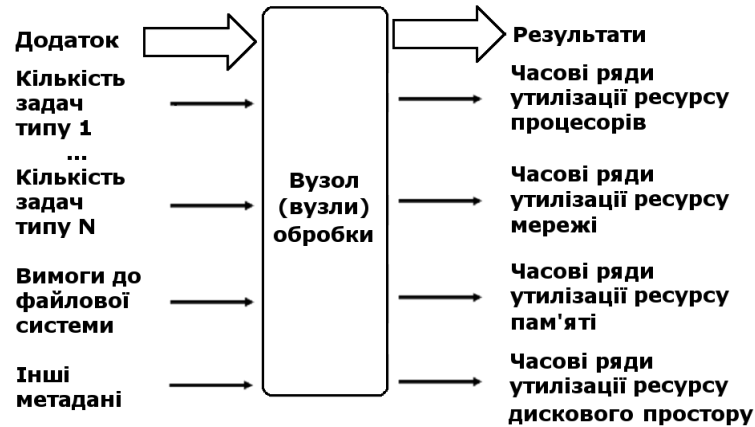 Додаток
Кількість
задач
типу 1
...
Кількість
задач
типу N
Вимоги до
файлової
системи
Інші
метадані
Вузол
(вузли)
обробки
Результати
Часові ряди
утилізації ресурсу
процесорів
Часові ряди
утилізації ресурсу
мережі
Часові ряди
утилізації ресурсу
пам'яті
Часові ряди
утилізації ресурсу
дискового простору